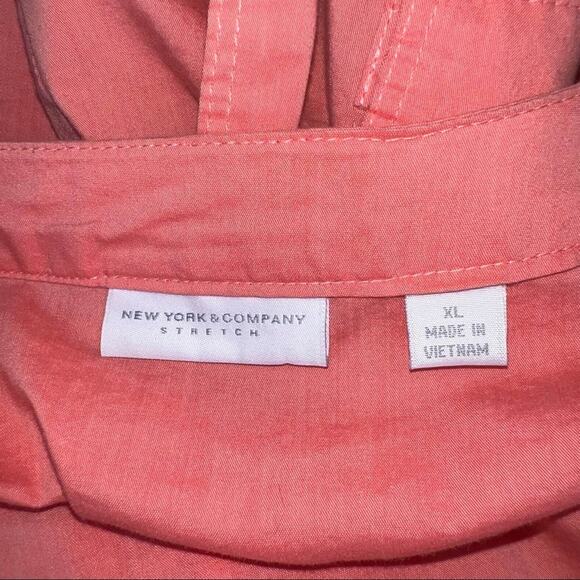 NEW YORK & COMPANY
STRETCH
XL
MADE IN
VIETNAM